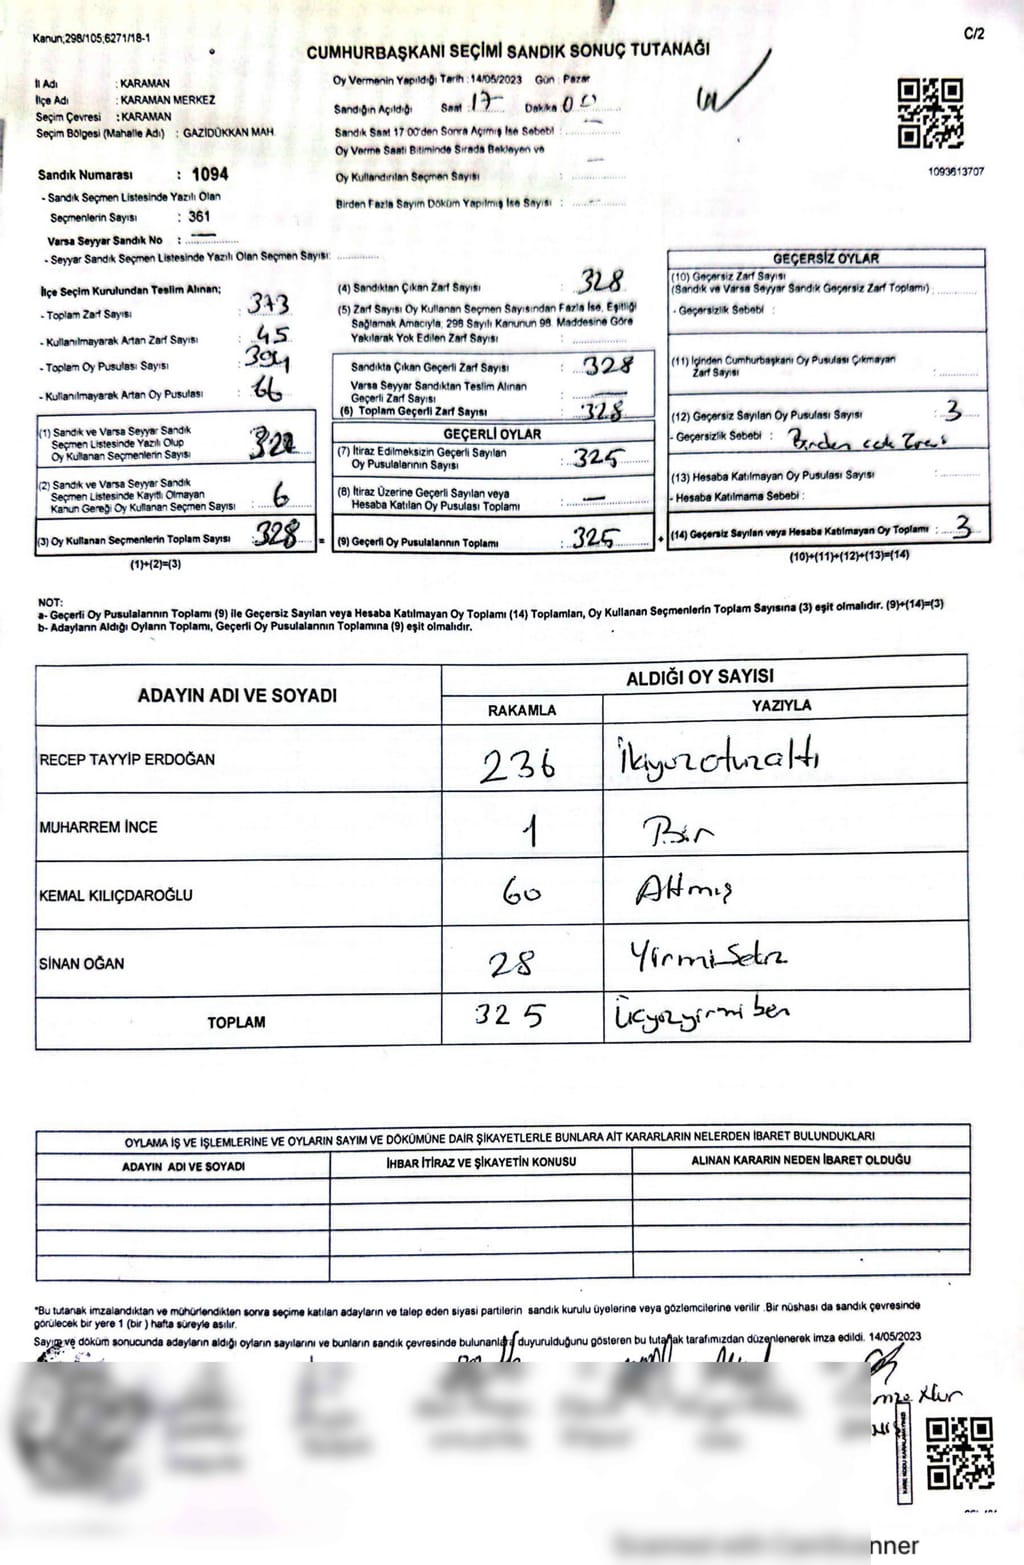 Kanun;298/105,6271/18-1
C/2
CUMHURBAŞKANI SEÇİMİ SANDIK SONUÇ TUTANAĞI
İl Adı : KARAMAN
İlçe Adı : KARAMAN MERKEZ
Seçim Çevresi : KARAMAN
Seçim Bölgesi (Mahalle Adı) : GAZİDÜKKAN MAH.
Sandık Numarası : 1094
- Sandık Seçmen Listesinde Yazılı Olan
Seçmenlerin Sayısı : 361
Varsa Seyyar Sandık No :
- Seyyar Sandık Seçmen Listesinde Yazılı Olan Seçmen Sayısı:
Oy Vermenin Yapıldığı Tarih :14/05/2023 Gün : Pazar
Sandığın Açıldığı Saat : 17 Dakika 00
Sandık Saat 17 00'den Sonra Açımış İse Sebebi :
Oy Verme Saati Bitiminde Sırada Bekleyen ve
Oy Kullandırılan Seçmen Sayısı :
Birden Fazla Sayım Döküm Yapılmış İse Sayısı :
1093613707
İlçe Seçim Kurulundan Teslim Alınan;
- Toplam Zarf Sayısı : 373
- Kullanılmayarak Artan Zarf Sayısı : 45
- Toplam Oy Pusulası Sayısı : 394
- Kullanılmayarak Artan Oy Pusulası : 66
(1) Sandık ve Varsa Seyyar Sandık
Seçmen Listesinde Yazılı Olup
Oy Kullanan Seçmenlerin Sayısı 322
(2) Sandık ve Varsa Seyyar Sandık
Seçmen Listesinde Kayıtlı Olmayan
Kanun Gereği Oy Kullanan Seçmen Sayısı : 6
(3) Oy Kullanan Seçmenlerin Toplam Sayısı : 328 =
(1)+(2)=(3)
(4) Sandıktan Çıkan Zarf Sayısı : 328
(5) Zarf Sayısı Oy Kullanan Seçmen Sayısından Fazla İse, Eşitliği
Sağlamak Amacıyla, 298 Sayılı Kanunun 98. Maddesine Göre
Yakılarak Yok Edilen Zarf Sayısı :
Sandıkta Çıkan Geçerli Zarf Sayısı : 328
Varsa Seyyar Sandıktan Teslim Alınan
Geçerli Zarf Sayısı :
(6) Toplam Geçerli Zarf Sayısı : 328
GEÇERLİ OYLAR
(7) İtiraz Edilmeksizin Geçerli Sayılan
Oy Pusulalarının Sayısı : 325
(8) İtiraz Üzerine Geçerli Sayılan veya
Hesaba Katılan Oy Pusulası Toplamı : —
(9) Geçerli Oy Pusulalarının Toplamı : 325 +
GEÇERSİZ OYLAR
(10) Geçersiz Zarf Sayısı
(Sandık ve Varsa Seyyar Sandık Geçersiz Zarf Toplamı) :
- Geçersizlik Sebebi :
(11) İçinden Cumhurbaşkanı Oy Pusulası Çıkmayan
Zarf Sayısı :
(12) Geçersiz Sayılan Oy Pusulası Sayısı : 3
- Geçersizlik Sebebi : Birden
(13) Hesaba Katılmayan Oy Pusulası Sayısı :
- Hesaba Katılmama Sebebi :
(14) Geçersiz Sayılan veya Hesaba Katılmayan Oy Toplamı : 3
(10)+(11)+(12)+(13)=(14)
NOT:
a- Geçerli Oy Pusulalarının Toplamı (9) ile Geçersiz Sayılan veya Hesaba Katılmayan Oy Toplamı (14) Toplamları, Oy Kullanan Seçmenlerin Toplam Sayısına (3) eşit olmalıdır. (9)+(14)=(3)
b- Adayların Aldığı Oyların Toplamı, Geçerli Oy Pusulalarının Toplamına (9) eşit olmalıdır.
ADAYIN ADI VE SOYADI
ALDIĞI OY SAYISI
RAKAMLA YAZIYLA
RECEP TAYYİP ERDOĞAN 236 İkiyüzotuzaltı
MUHARREM İNCE 1 Bir
KEMAL KILIÇDAROĞLU 60 Altmış
SİNAN OĞAN 28 Yirmisekiz
TOPLAM 325 Üçyüzyirmi beş
OYLAMA İŞ VE İŞLEMLERİNE VE OYLARIN SAYIM VE DÖKÜMÜNE DAİR ŞİKAYETLERLE BUNLARA AİT KARARLARIN NELERDEN İBARET BULUNDUKLARI
ADAYIN ADI VE SOYADI İHBAR İTİRAZ VE ŞİKAYETİN KONUSU ALINAN KARARIN NEDEN İBARET OLDUĞU
*Bu tutanak imzalandıktan ve mühürlendikten sonra seçime katılan adayların ve talep eden siyasi partilerin sandık kurulu üyelerine veya gözlemcilerine verilir .Bir nüshası da sandık çevresinde
görülecek bir yere 1 (bir ) hafta süreyle asılır.
Sayım ve döküm sonucunda adayların aldığı oyların sayılarını ve bunların sandık çevresinde bulunanlara duyurulduğunu gösteren bu tutanak tarafımızdan düzenlenerek imza edildi. 14/05/2023